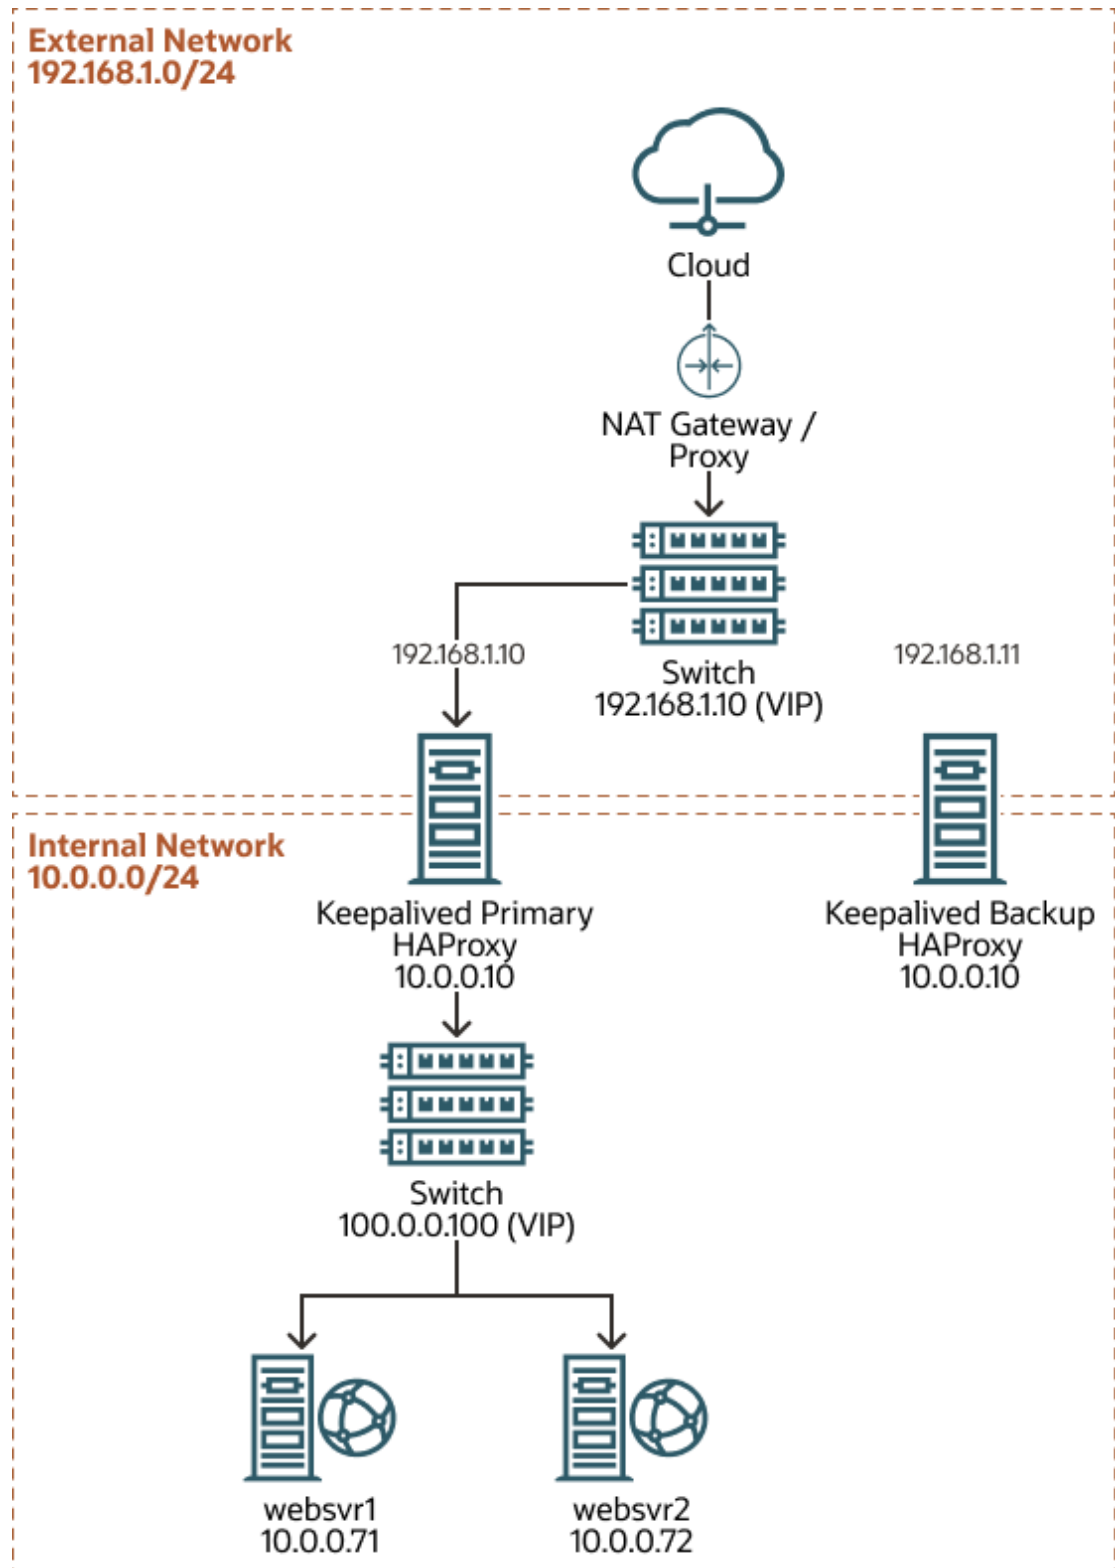 External Network
192.168.1.0/24
Cloud
NAT Gateway /
Proxy
192.168.1.10
192.168.1.11
Switch
192.168.1.10 (VIP)
Internal Network
10.0.0.0/24
Keepalived Primary
HAProxy
10.0.0.10
Keepalived Backup
HAProxy
10.0.0.10
Switch
100.0.0.100 (VIP)
websvr1
10.0.0.71
websvr2
10.0.0.72